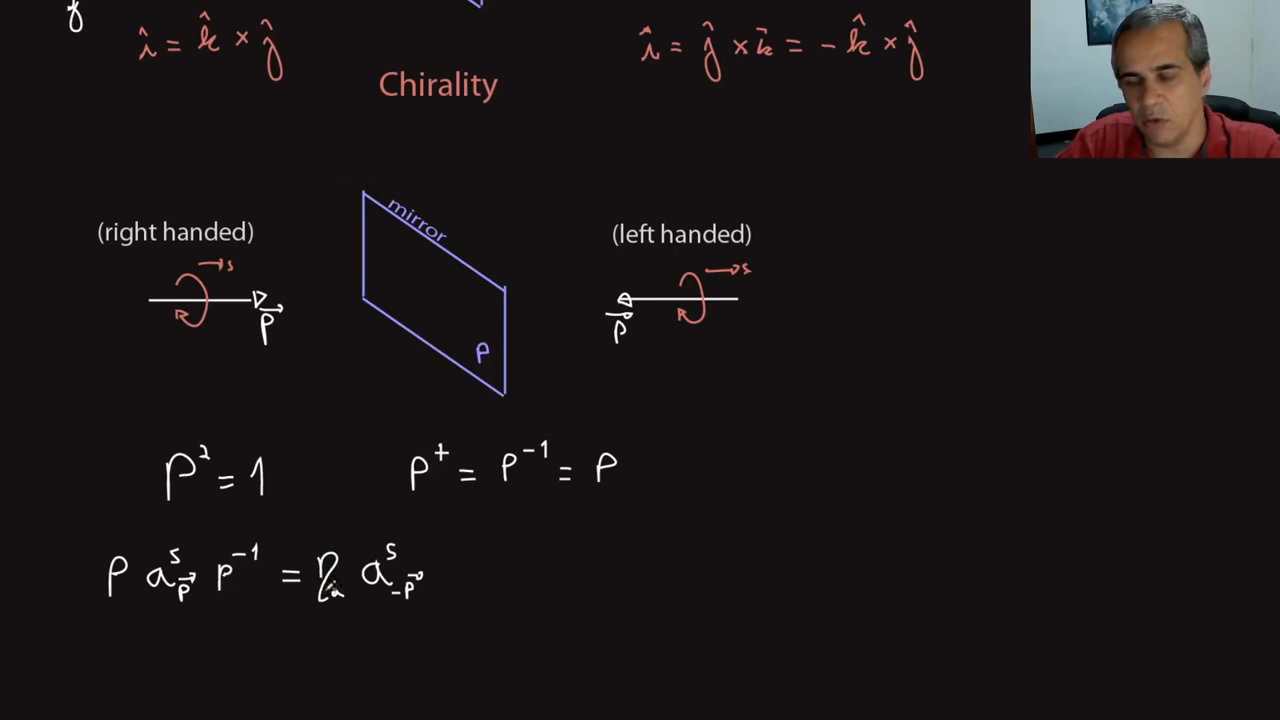 î = k̂ × ĵ
î = ĵ × k̄ = - k̂ × ĵ
Chirality
mirror
(right handed)
(left handed)
→s
→s
p⃗
p⃗
P
P² = 1
P⁺ = P⁻¹ = P
P a^s_p⃗ P⁻¹ = η_a a^s_-p⃗